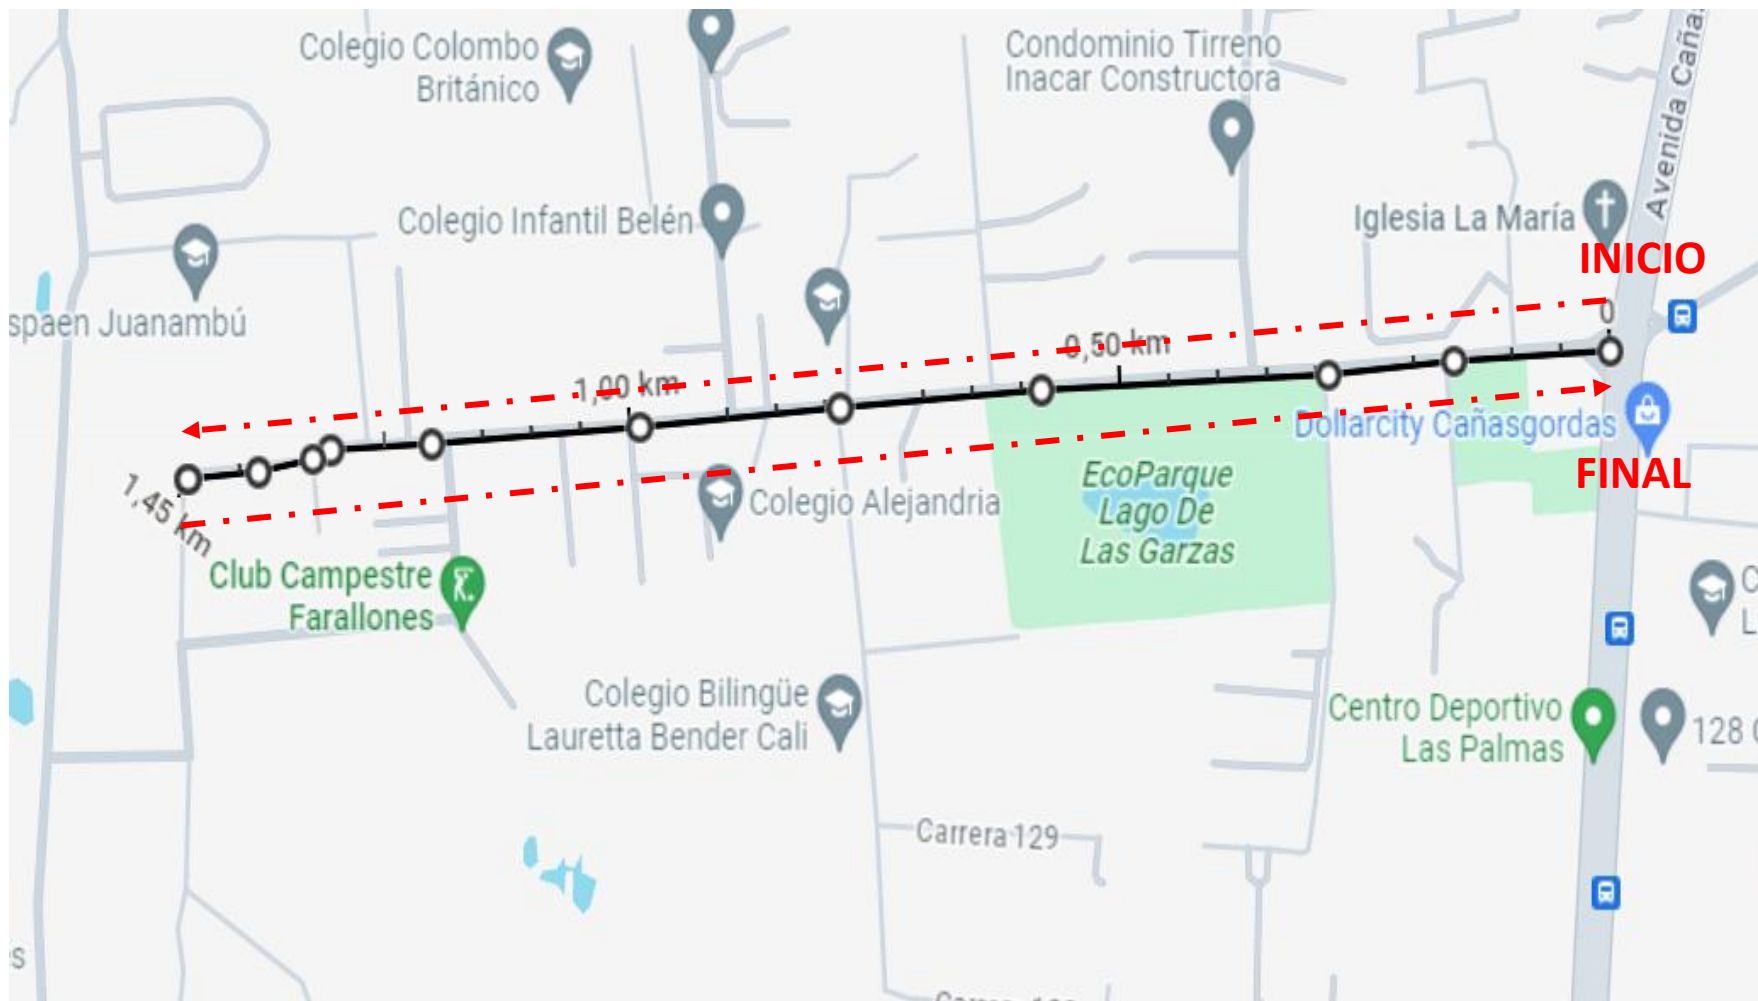 Colegio Colombo
Británico
Condominio Tirreno
Inacar Constructora
Avenida Caña
Colegio Infantil Belén
Iglesia La María
INICIO
spaen Juanambú
0
0,50 km
1,00 km
Dollarcity Cañasgordas
FINAL
1,45 km
EcoParque
Lago De
Las Garzas
Colegio Alejandria
Club Campestre
Farallones
C
L
Colegio Bilingüe
Lauretta Bender Cali
Centro Deportivo
Las Palmas
128
Carrera 129
s